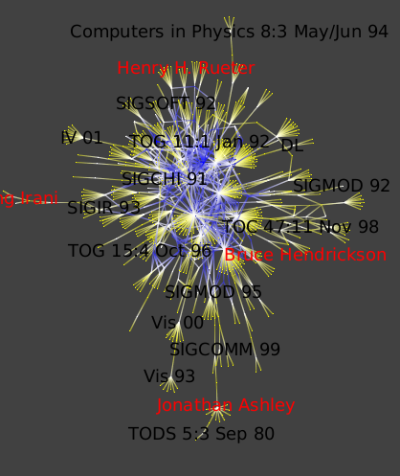 Computers in Physics 8:3 May/Jun 94
Henry H. Rueter
SIGSOFT 92
IV 01
TOG 11:1 Jan 92
DL
SIGCHI 91
SIGMOD 92
ng Irani
SIGIR 93
TOC 47:11 Nov 98
TOG 15:4 Oct 96
Bruce Hendrickson
SIGMOD 95
Vis 00
SIGCOMM 99
Vis 93
Jonathan Ashley
TODS 5:3 Sep 80